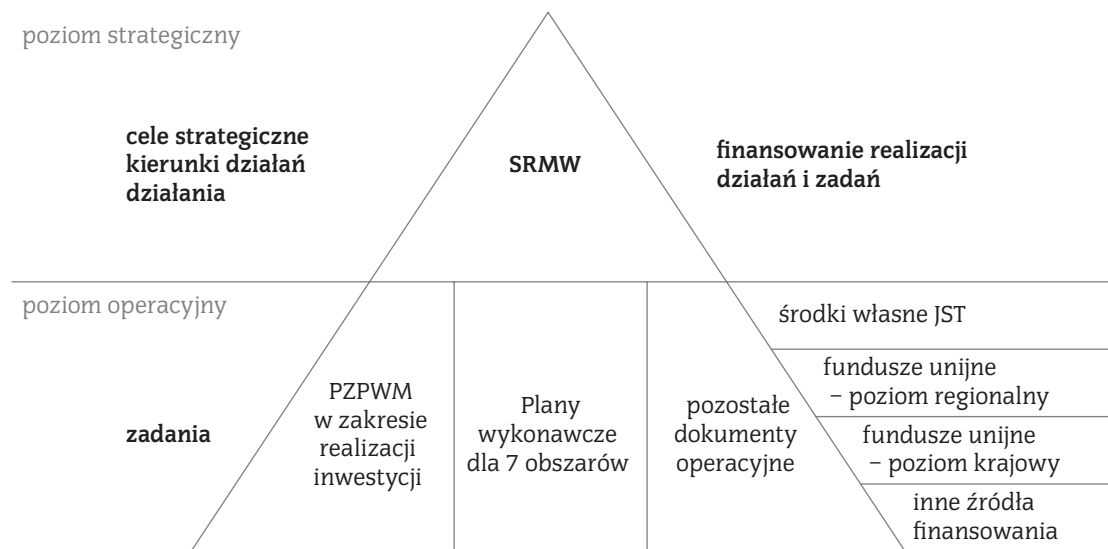 poziom strategiczny
cele strategiczne
kierunki działań
działania
SRMW
finansowanie realizacji
działań i zadań
poziom operacyjny
zadania
PZPWM
w zakresie
realizacji
inwestycji
Plany
wykonawcze
dla 7 obszarów
pozostałe
dokumenty
operacyjne
środki własne JST
fundusze unijne
– poziom regionalny
fundusze unijne
– poziom krajowy
inne źródła
finansowania